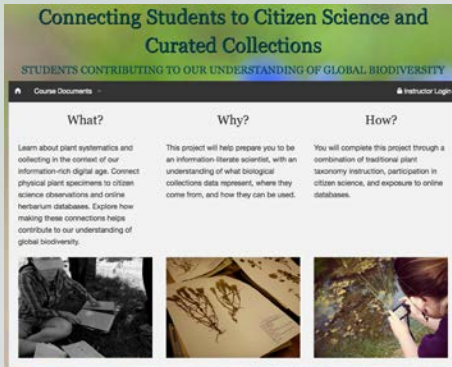 Connecting Students to Citizen Science and
Curated Collections
STUDENTS CONTRIBUTING TO OUR UNDERSTANDING OF GLOBAL BIODIVERSITY
Course Documents
Instructor Login
What?
Learn about plant systematics and
collecting in the context of our
information-rich digital age. Connect
physical plant specimens to citizen
science observations and online
herbarium databases. Explore how
making these connections helps
contribute to our understanding of
global biodiversity.
Why?
This project will help prepare you to be
an information-literate scientist, with an
understanding of what biological
collections data represent, where they
come from, and how they can be used.
How?
You will complete this project through a
combination of traditional plant
taxonomy instruction, participation in
citizen science, and exposure to online
databases.